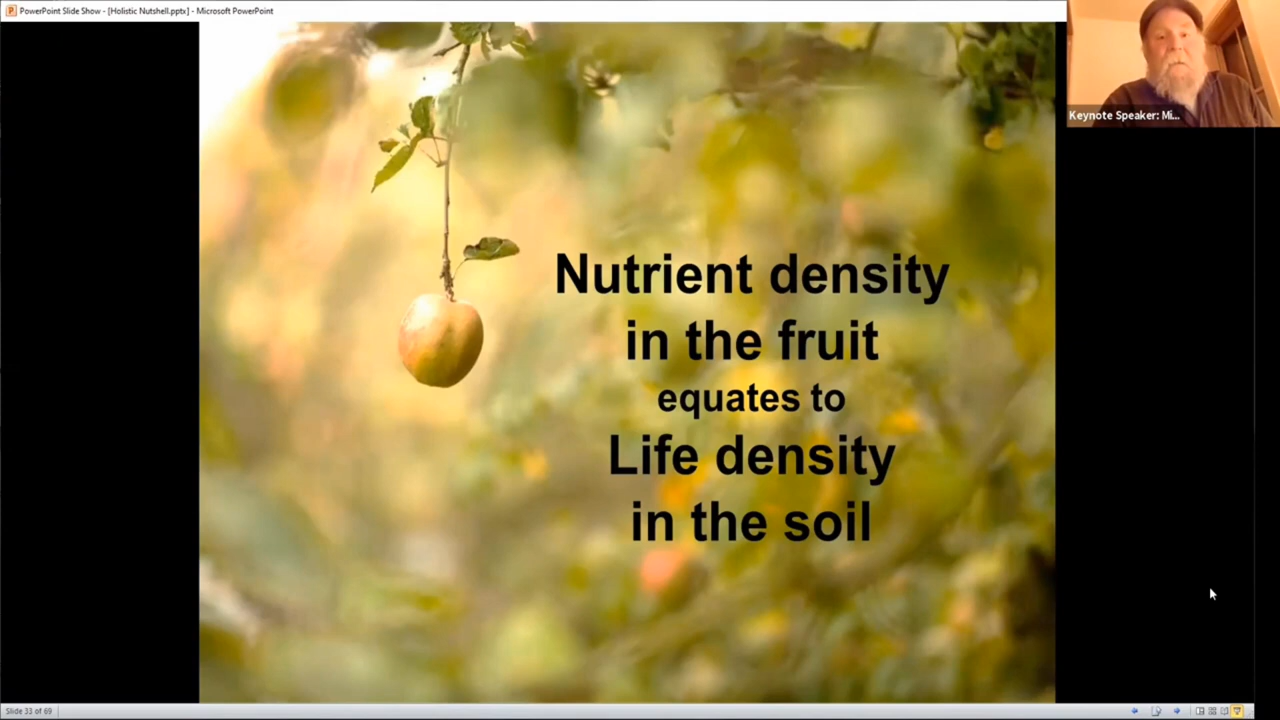 PowerPoint Slide Show - [Holistic Nutshell.pptx] - Microsoft PowerPoint
Keynote Speaker: Mi...
Nutrient density
in the fruit
equates to
Life density
in the soil
Slide 33 of 69